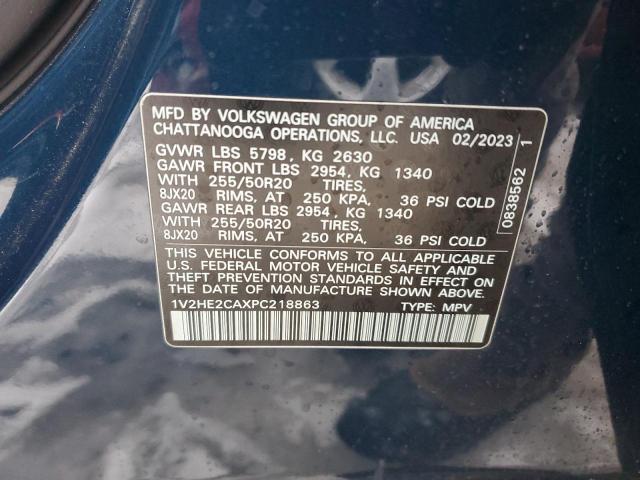 MFD BY VOLKSWAGEN GROUP OF AMERICA
CHATTANOOGA OPERATIONS, LLC. USA 02/2023
GVWR LBS 5798 , KG 2630
GAWR FRONT LBS 2954, KG 1340
WITH 255/50R20 TIRES,
8JX20 RIMS, AT 250 KPA, 36 PSI COLD
GAWR REAR LBS 2954 , KG 1340
WITH 255/50R20 TIRES,
8JX20 RIMS, AT 250 KPA, 36 PSI COLD
THIS VEHICLE CONFORMS TO ALL APPLICABLE
U.S. FEDERAL MOTOR VEHICLE SAFETY AND
THEFT PREVENTION STANDARDS IN EFFECT ON
THE DATE OF MANUFACTURE SHOWN ABOVE.
1V2HE2CAXPC218863 TYPE: MPV
0838562 1